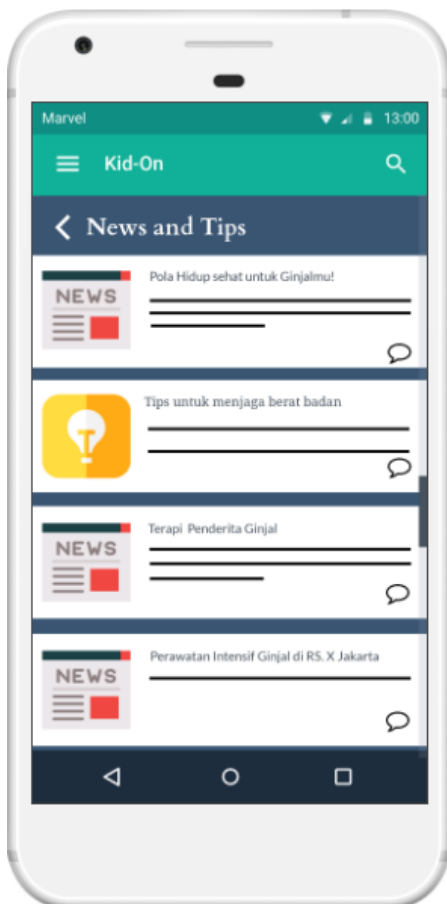 Marvel 13:00
Kid-On
News and Tips
Pola Hidup sehat untuk Ginjalmu!
NEWS
Tips untuk menjaga berat badan
T
Terapi Penderita Ginjal
NEWS
Perawatan Intensif Ginjal di RS. X Jakarta
NEWS